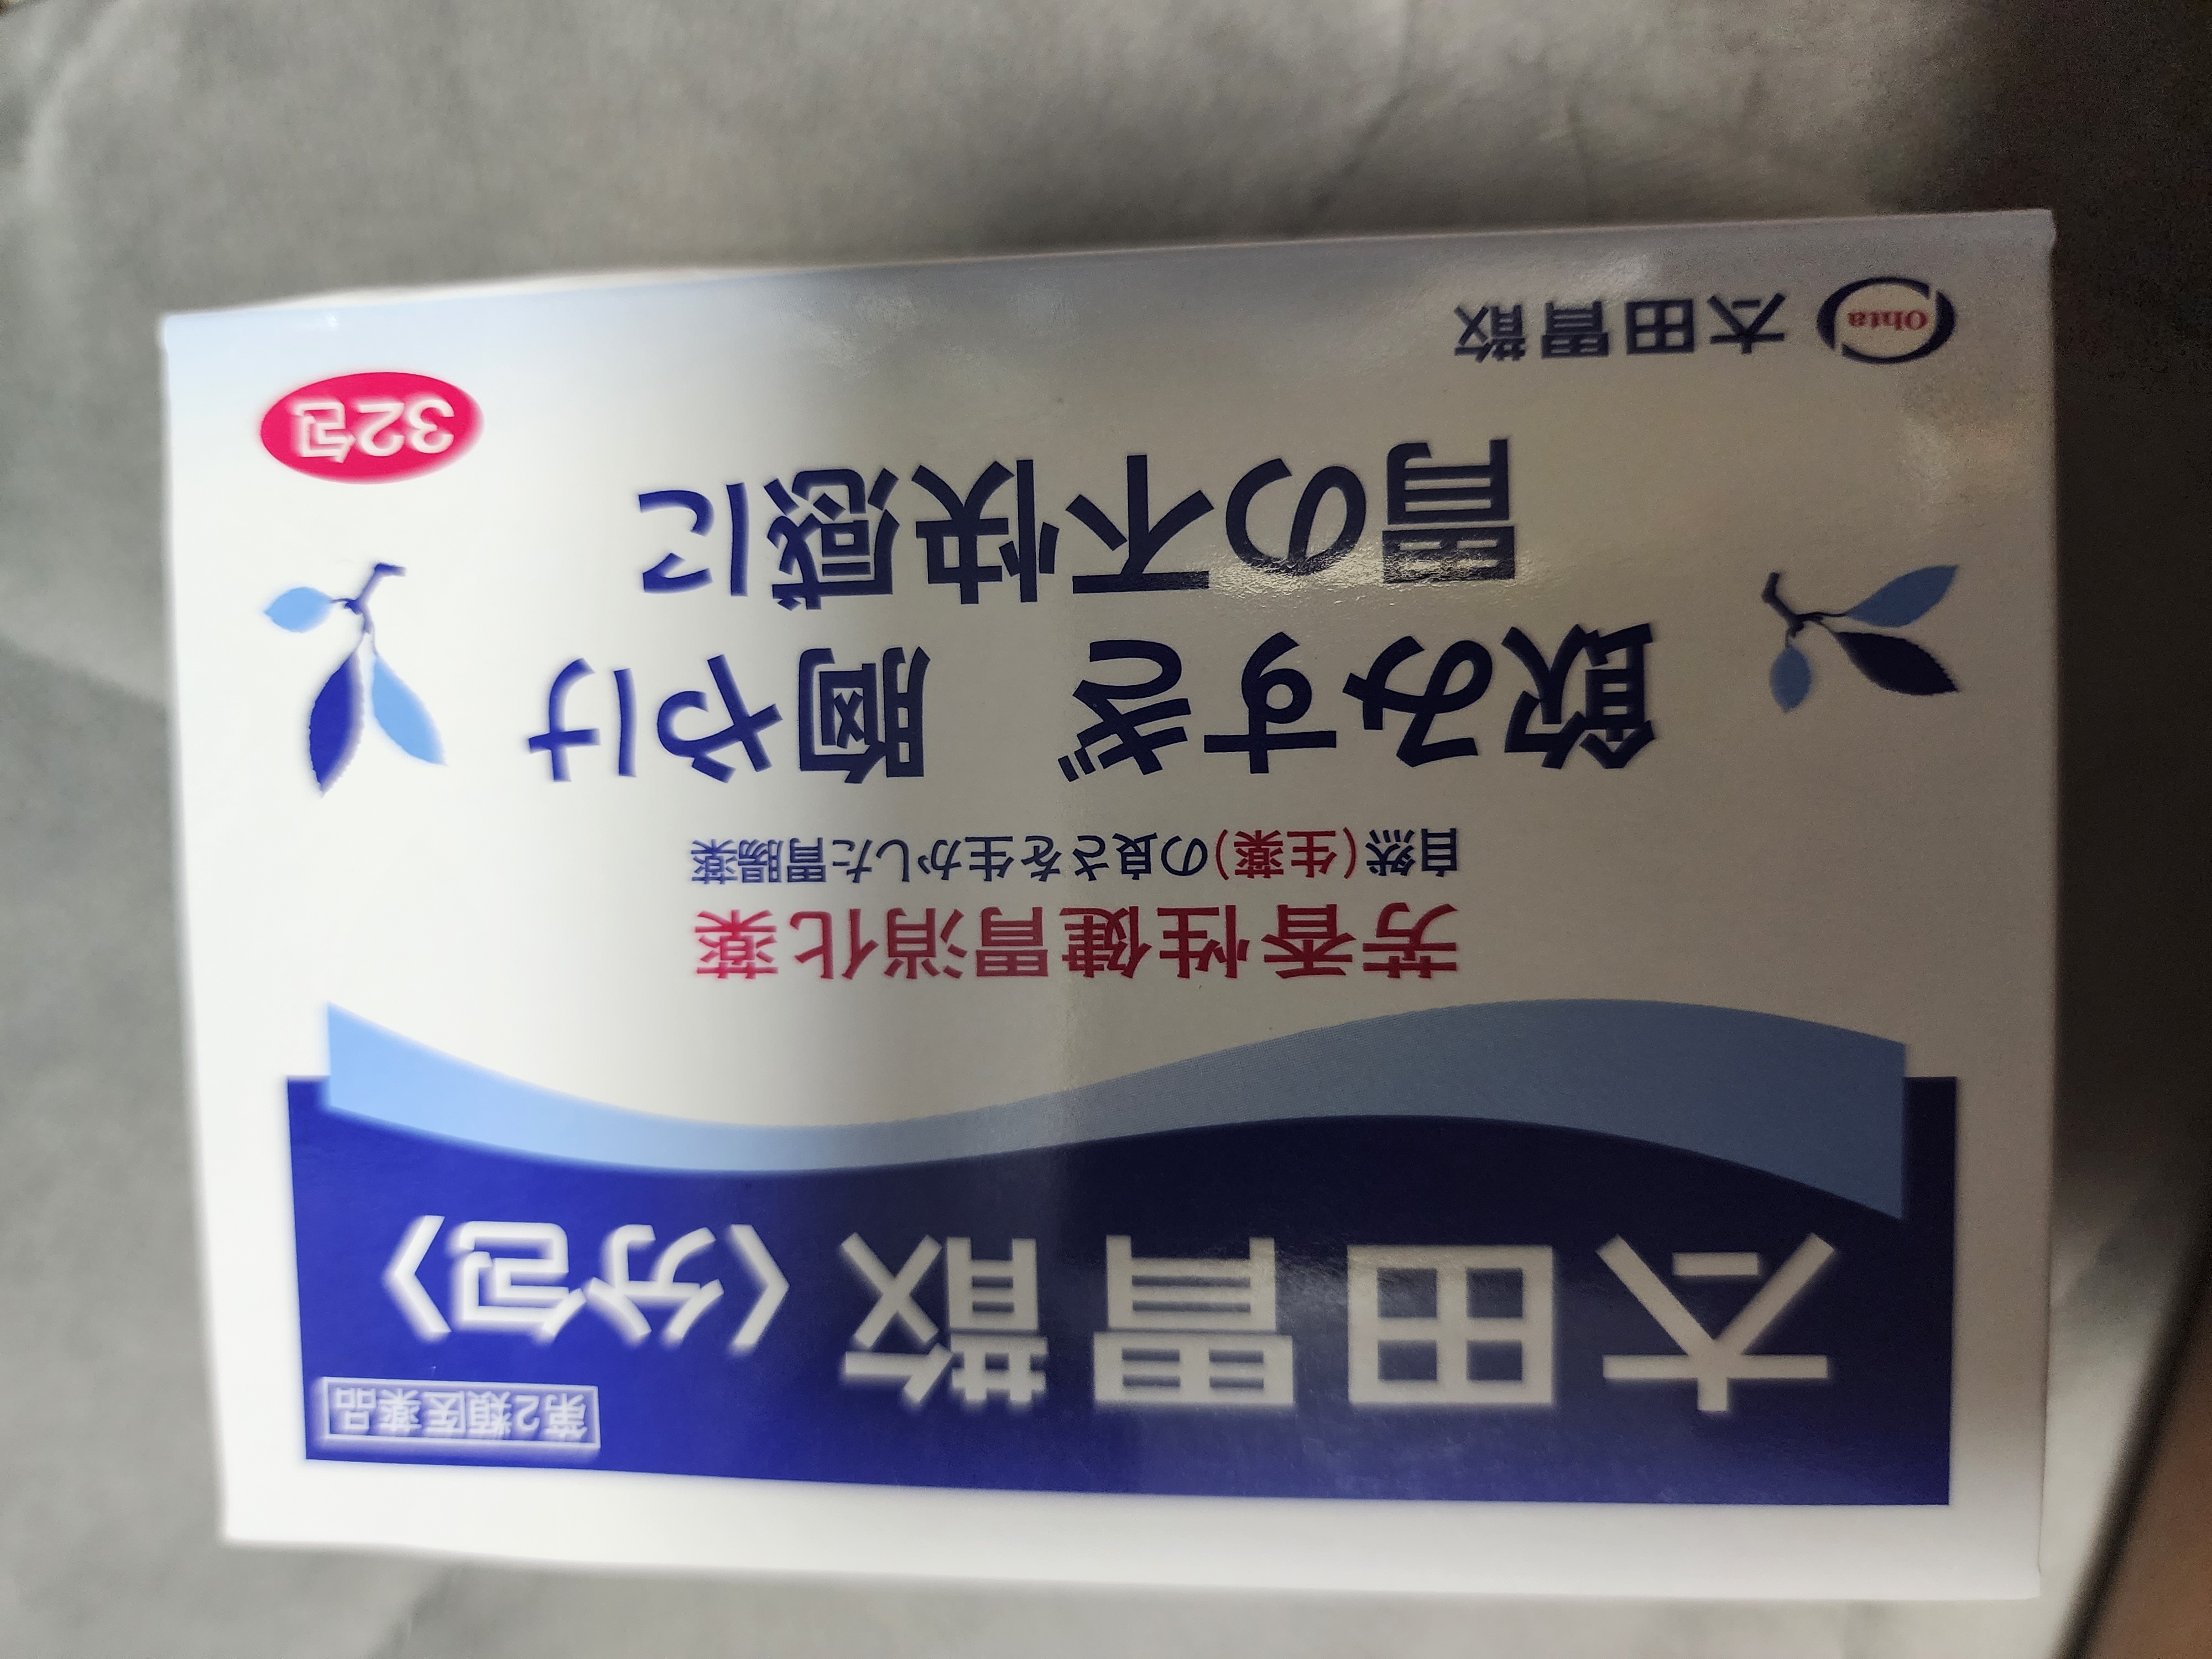 第2類医薬品
太田胃散〈分包〉
芳香性健胃消化薬
自然(生薬)の良さを生かした胃腸薬
飲みすぎ 胸やけ
胃の不快感に
32包
Ohta 太田胃散